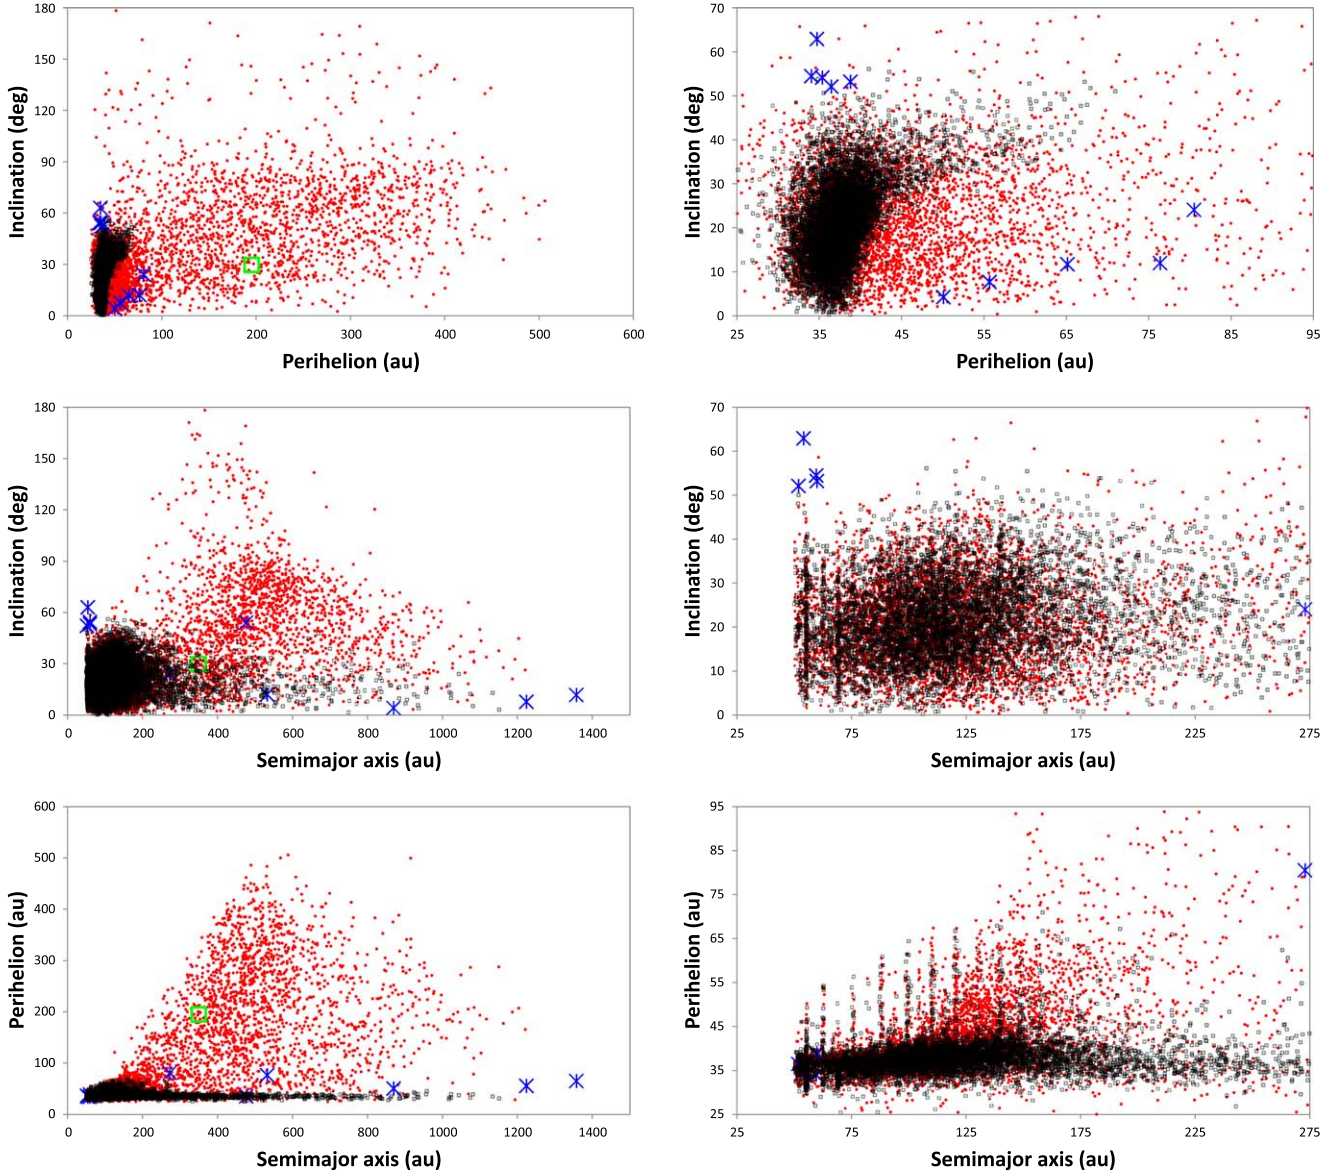 180
150
120
90
60
30
0
Inclination (deg)
0 100 200 300 400 500 600
Perihelion (au)
70
60
50
40
30
20
10
0
Inclination (deg)
25 35 45 55 65 75 85 95
Perihelion (au)
180
150
120
90
60
30
0
Inclination (deg)
0 200 400 600 800 1000 1200 1400
Semimajor axis (au)
70
60
50
40
30
20
10
0
Inclination (deg)
25 75 125 175 225 275
Semimajor axis (au)
600
500
400
300
200
100
0
Perihelion (au)
0 200 400 600 800 1000 1200 1400
Semimajor axis (au)
95
85
75
65
55
45
35
25
Perihelion (au)
25 75 125 175 225 275
Semimajor axis (au)